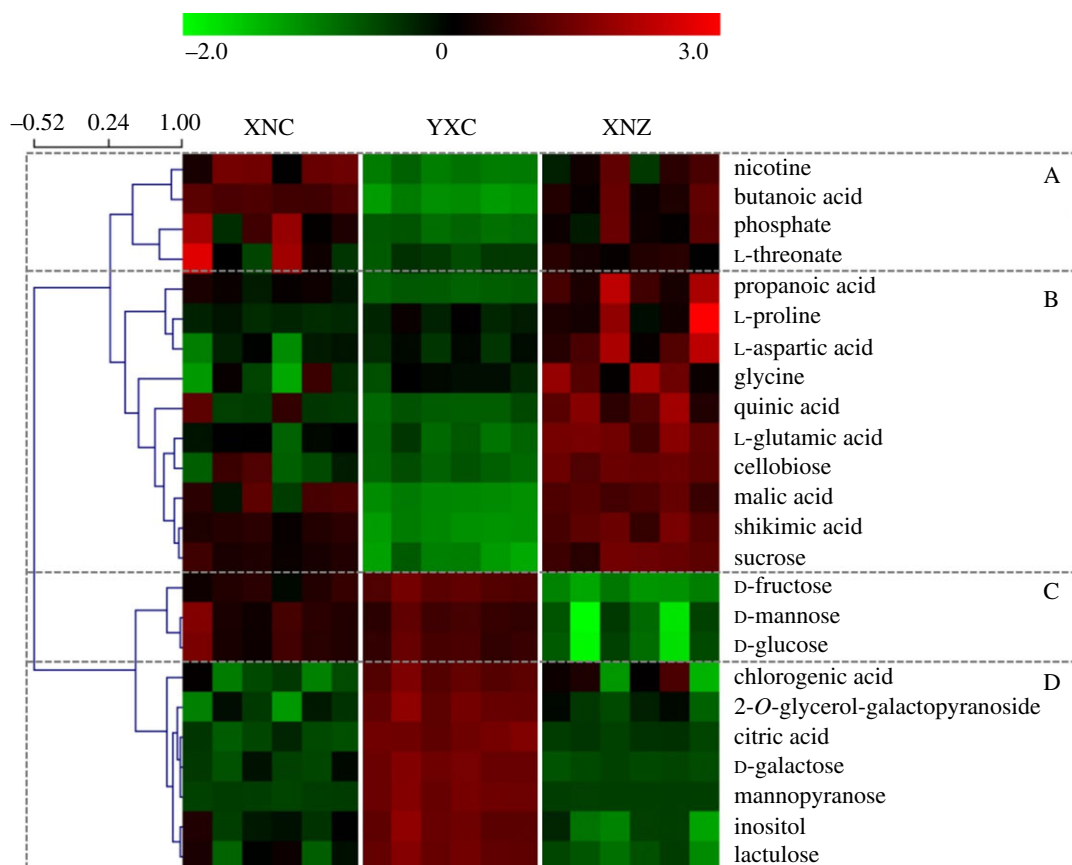 –2.0 0 3.0
–0.52 0.24 1.00 XNC YXC XNZ
nicotine A
butanoic acid
phosphate
L-threonate
propanoic acid B
L-proline
L-aspartic acid
glycine
quinic acid
L-glutamic acid
cellobiose
malic acid
shikimic acid
sucrose
D-fructose C
D-mannose
D-glucose
chlorogenic acid D
2-O-glycerol-galactopyranoside
citric acid
D-galactose
mannopyranose
inositol
lactulose